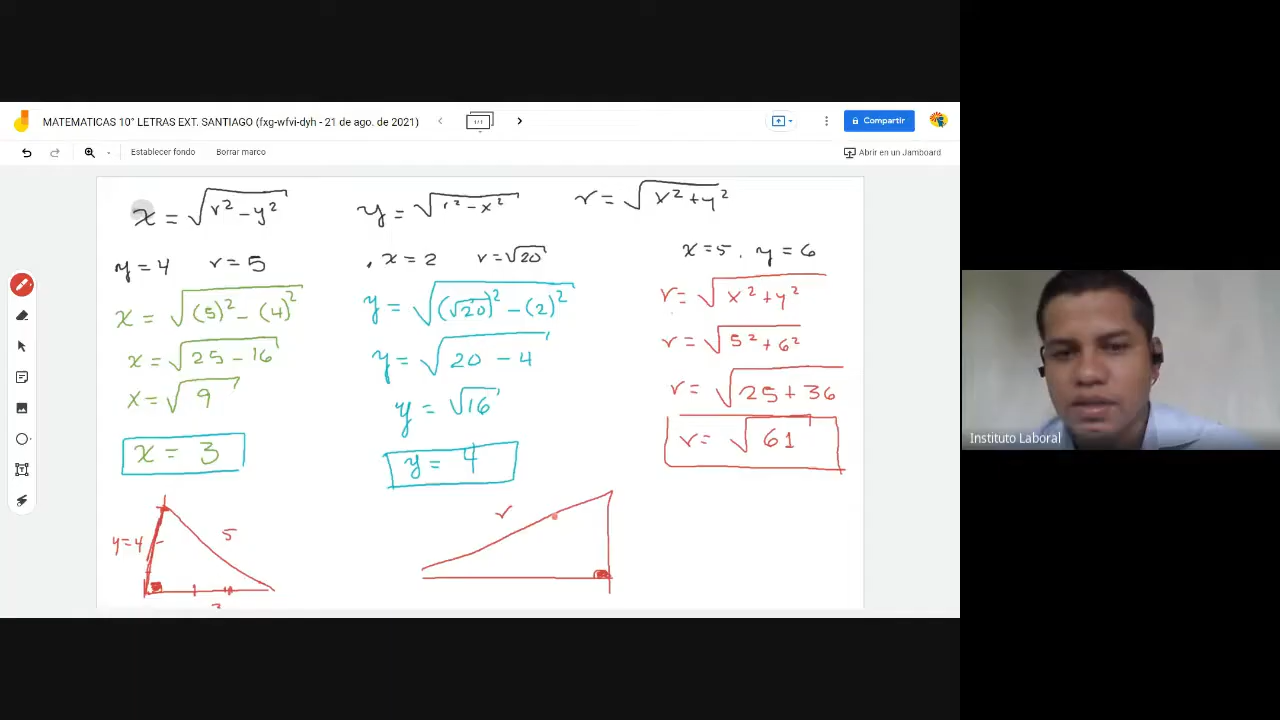 MATEMATICAS 10° LETRAS EXT. SANTIAGO (fxg-wfvi-dyh - 21 de ago. de 2021)
1/1
Compartir
Establecer fondo
Borrar marco
Abrir en un Jamboard
x = √(r² - y²)
y = √(r² - x²)
r = √(x² + y²)
y = 4 r = 5
x = √((5)² - (4)²)
x = √(25 - 16)
x = √9
x = 3
y = 4
5
3
. x = 2 r = √20
y = √((√20)² - (2)²)
y = √(20 - 4)
y = √16
y = 4
r
x = 5 . y = 6
r = √(x² + y²)
r = √(5² + 6²)
r = √(25 + 36)
r = √61
Instituto Laboral